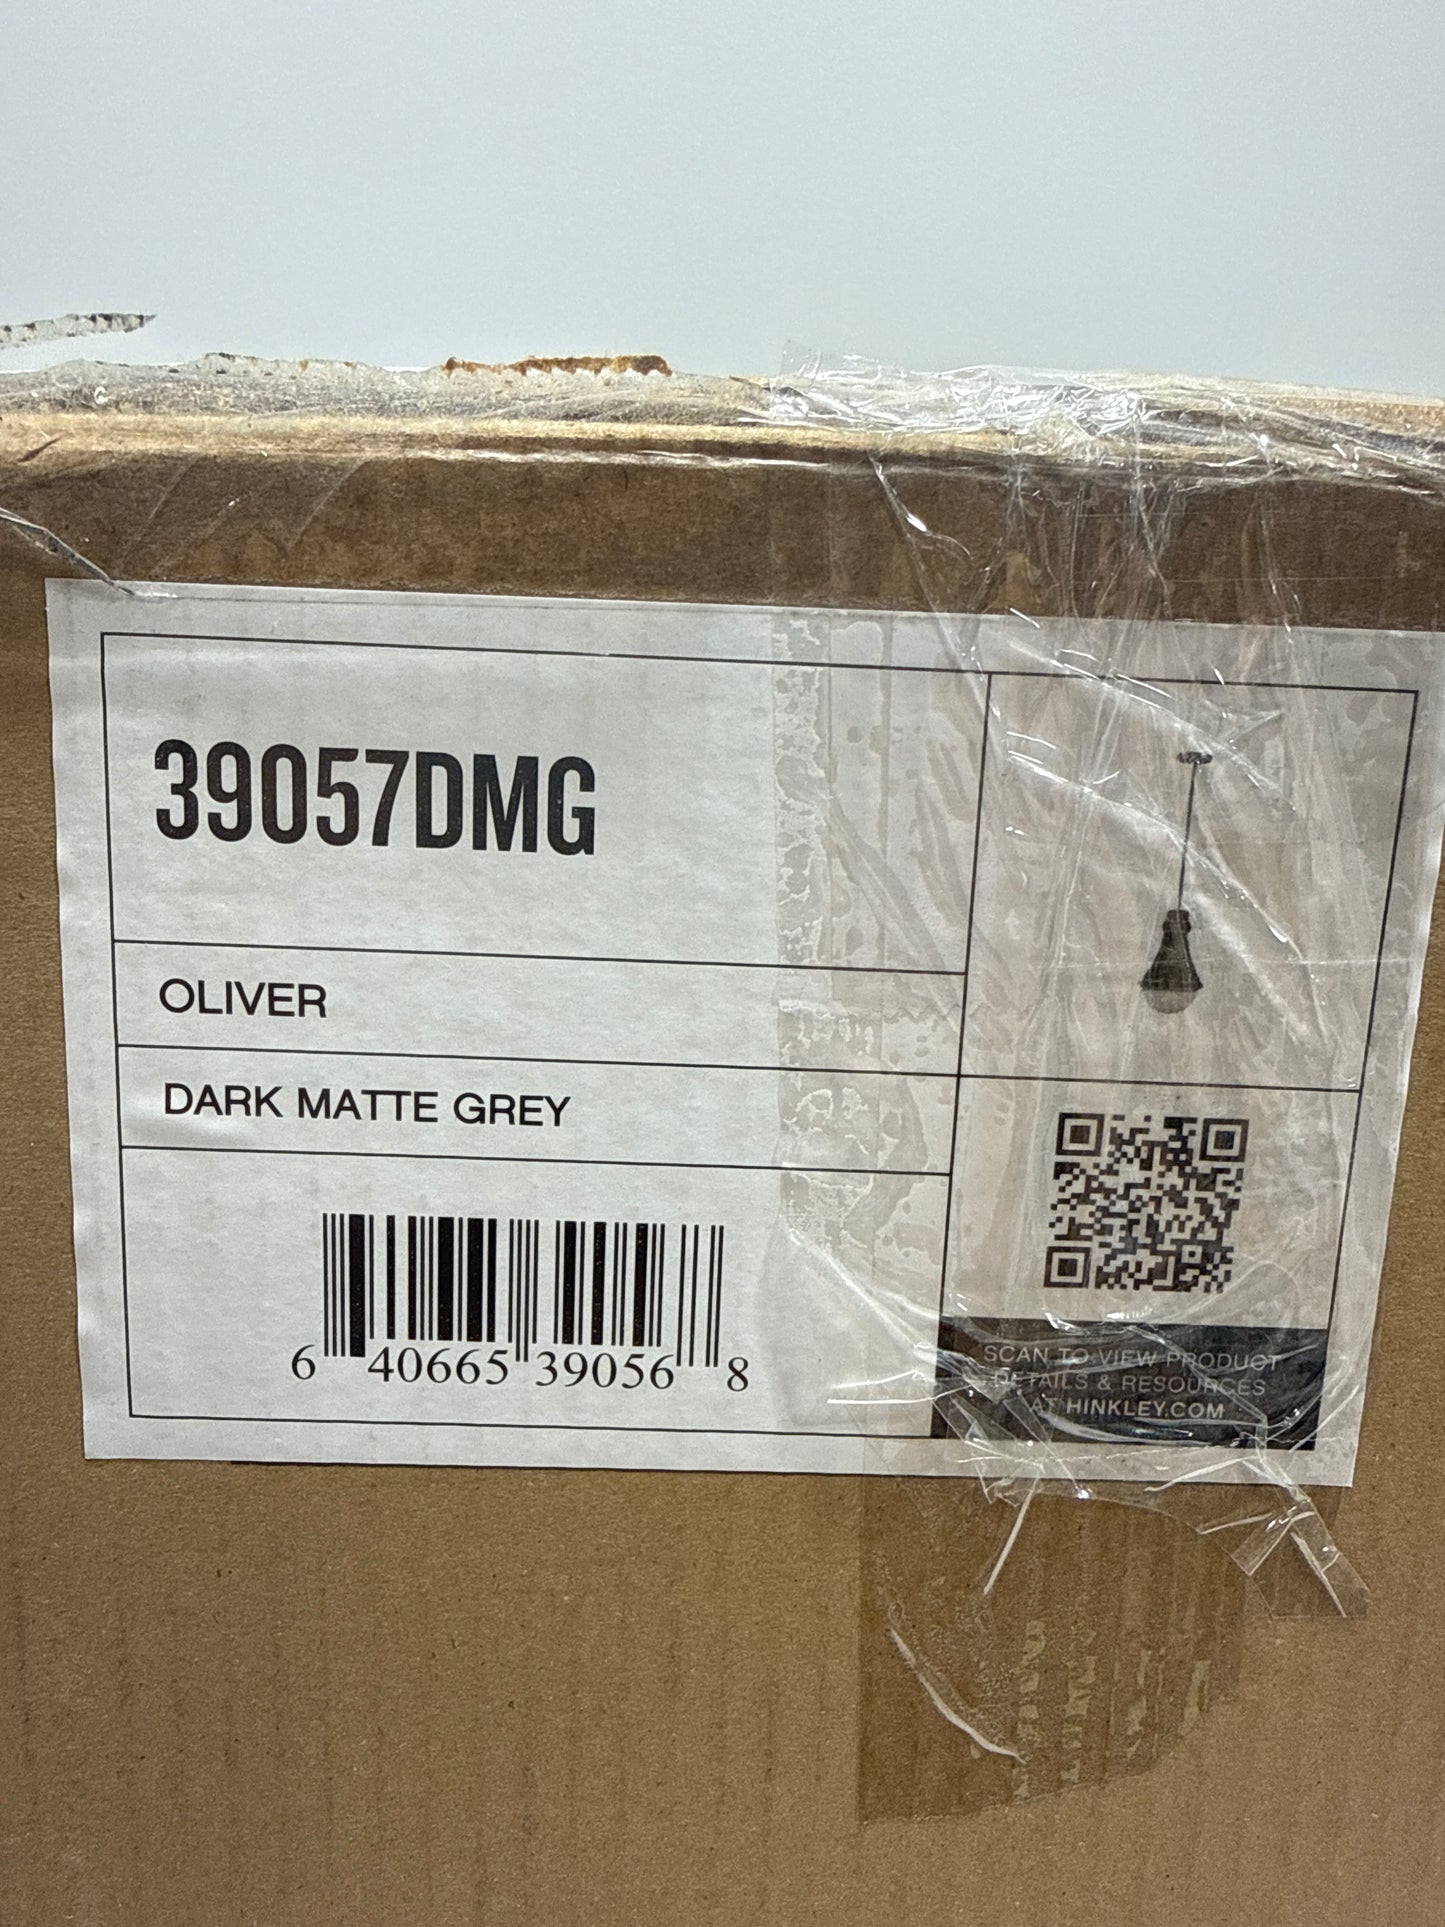 39057DMG
OLIVER
DARK MATTE GREY
6 40665 39056 8
SCAN TO VIEW PRODUCT
DETAILS & RESOURCES
AT HINKLEY.COM